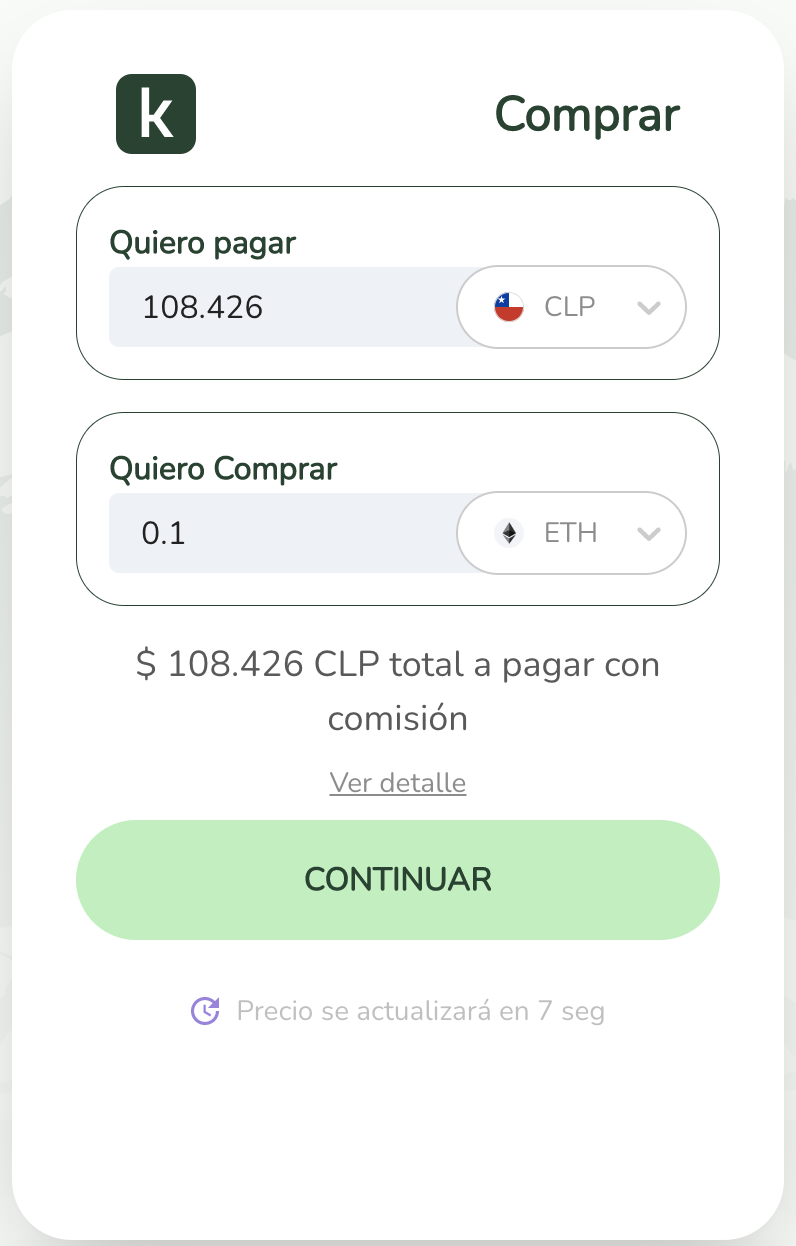 k
Comprar
Quiero pagar
108.426
CLP
Quiero Comprar
0.1
ETH
$ 108.426 CLP total a pagar con
comisión
Ver detalle
CONTINUAR
Precio se actualizará en 7 seg